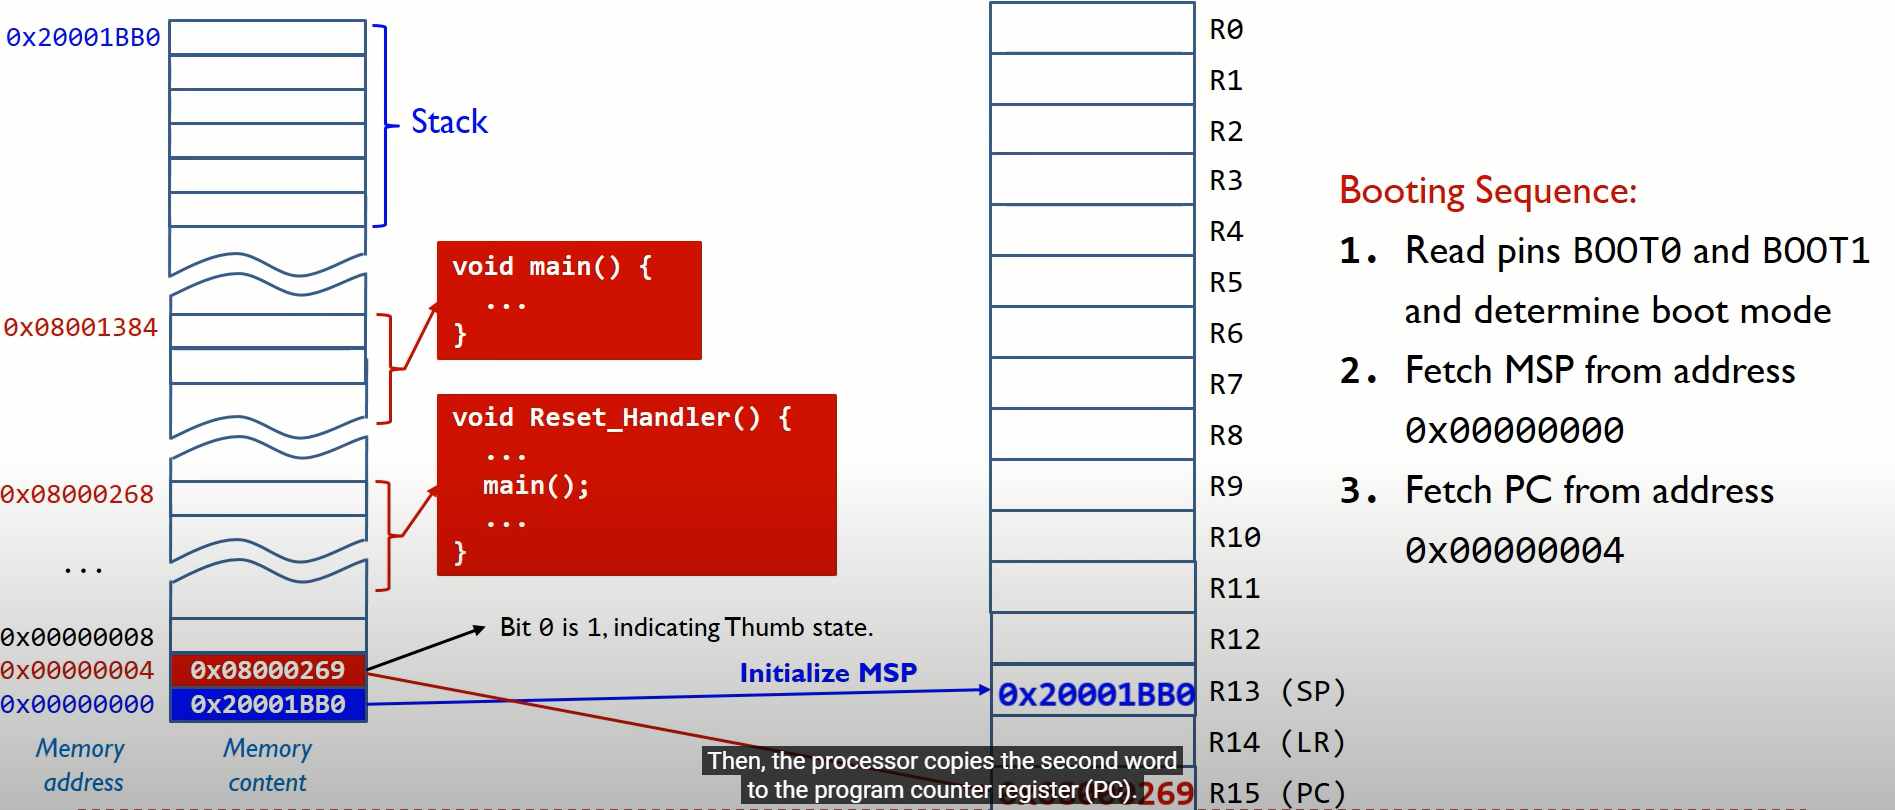 0x20001BB0
Stack
void main() {
...
}
0x08001384
void Reset_Handler() {
...
main();
...
}
0x08000268
...
0x00000008
0x00000004
0x08000269
0x00000000
0x20001BB0
Memory
address
Memory
content
Bit 0 is 1, indicating Thumb state.
Initialize MSP
R0
R1
R2
R3
R4
R5
R6
R7
R8
R9
R10
R11
R12
0x20001BB0
R13 (SP)
R14 (LR)
R15 (PC)
Booting Sequence:
1. Read pins BOOT0 and BOOT1
and determine boot mode
2. Fetch MSP from address
0x00000000
3. Fetch PC from address
0x00000004
Then, the processor copies the second word
to the program counter register (PC).